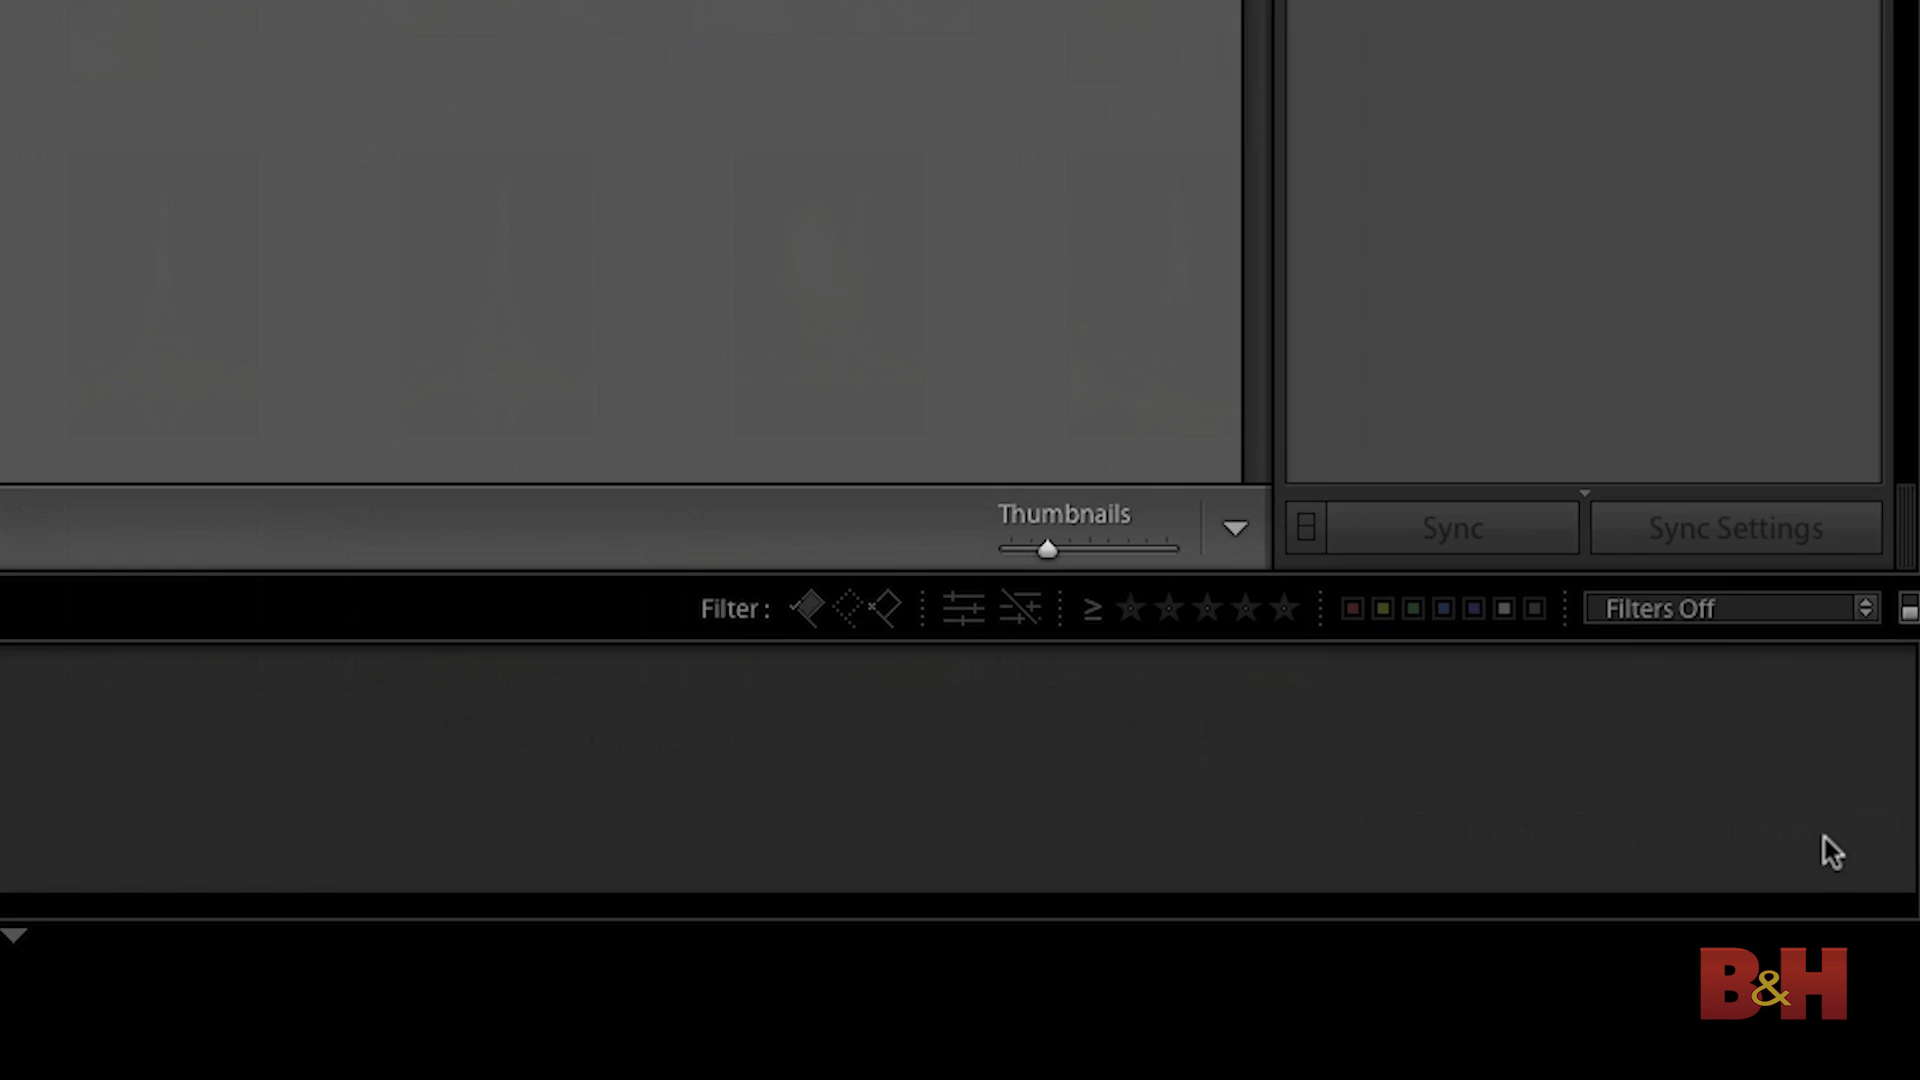 Thumbnails
Sync
Sync Settings
Filter :
≥
Filters Off
B&H